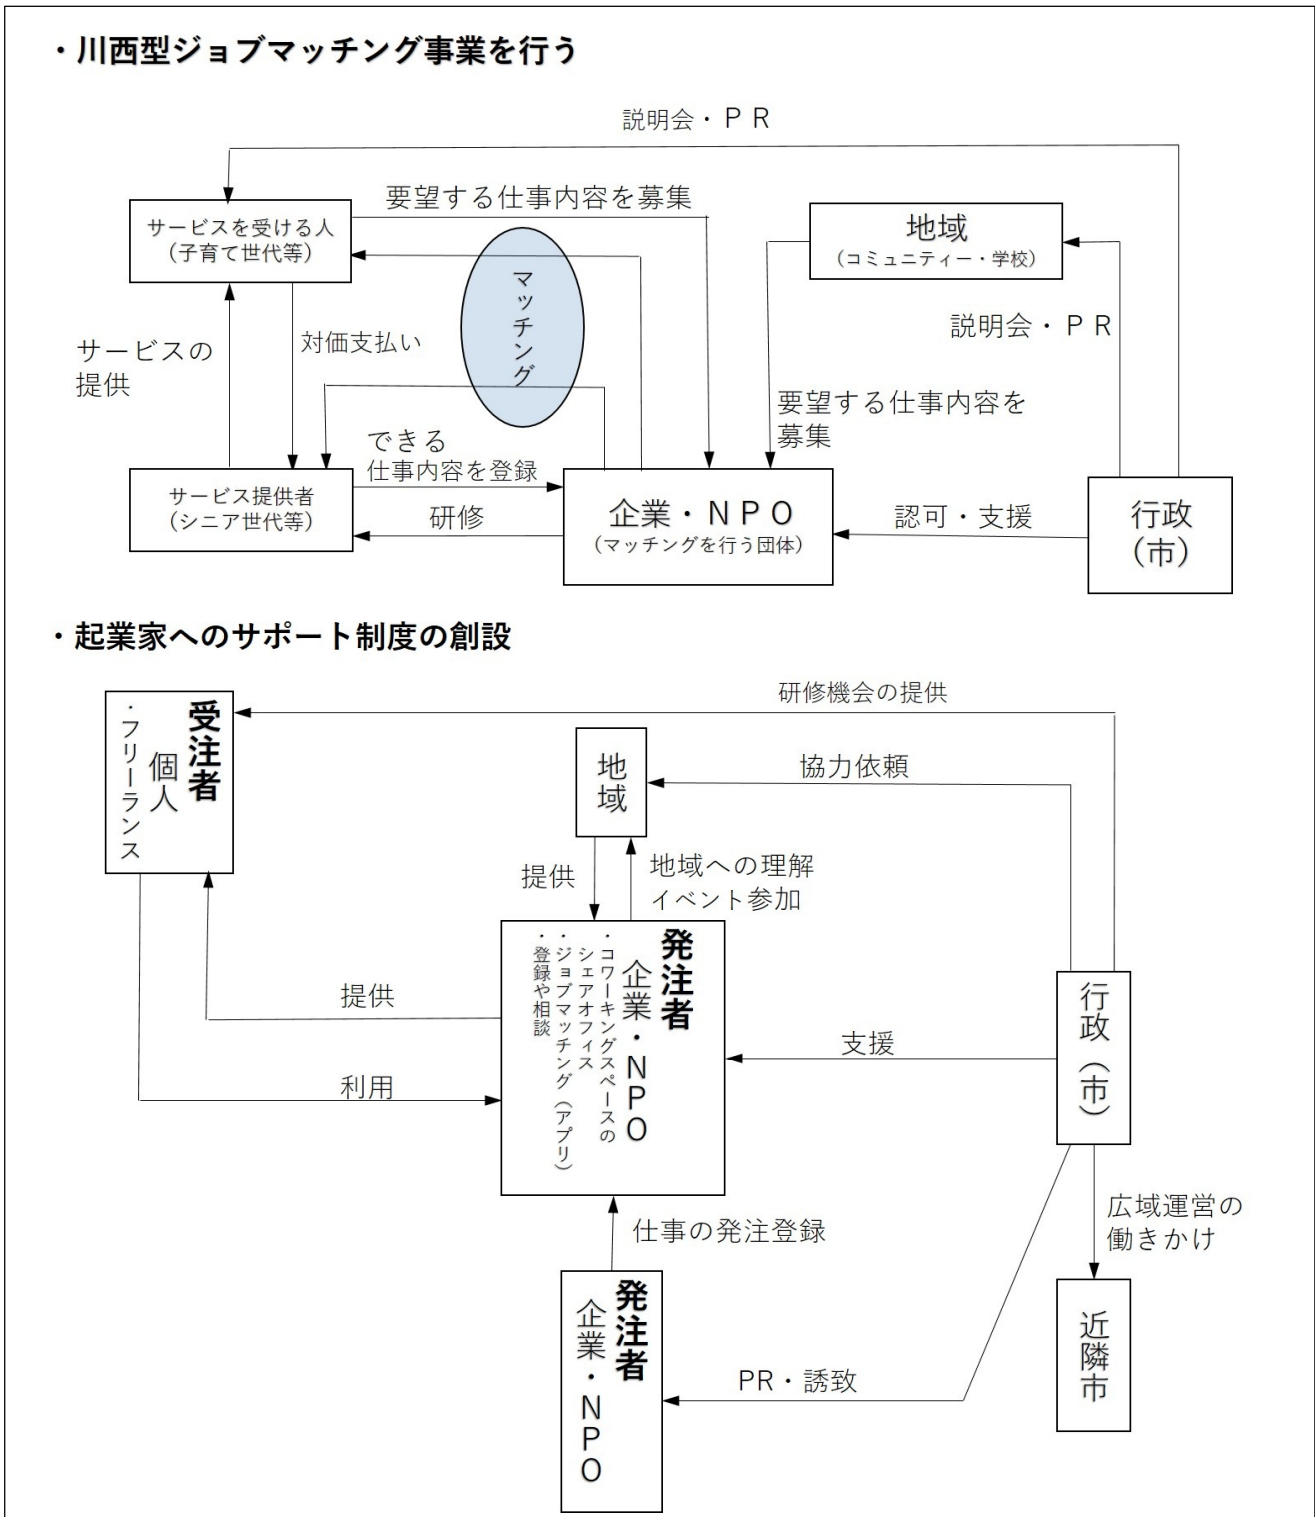 ・川西型ジョブマッチング事業を行う
説明会・ＰＲ
サービスを受ける人
（子育て世代等）
要望する仕事内容を募集
地域
（コミュニティー・学校）
マッチング
説明会・ＰＲ
サービスの
提供
対価支払い
要望する仕事内容を
募集
できる
仕事内容を登録
サービス提供者
（シニア世代等）
研修
企業・ＮＰＯ
（マッチングを行う団体）
認可・支援
行政
（市）
・起業家へのサポート制度の創設
研修機会の提供
受注者
個人
・フリーランス
地域
協力依頼
提供
地域への理解
イベント参加
発注者
企業・ＮＰＯ
・コワーキングスペースの
シェアオフィス
・ジョブマッチング（アプリ）
・登録や相談
提供
利用
支援
行政（市）
仕事の発注登録
広域運営の
働きかけ
発注者
企業・ＮＰＯ
PR・誘致
近隣市